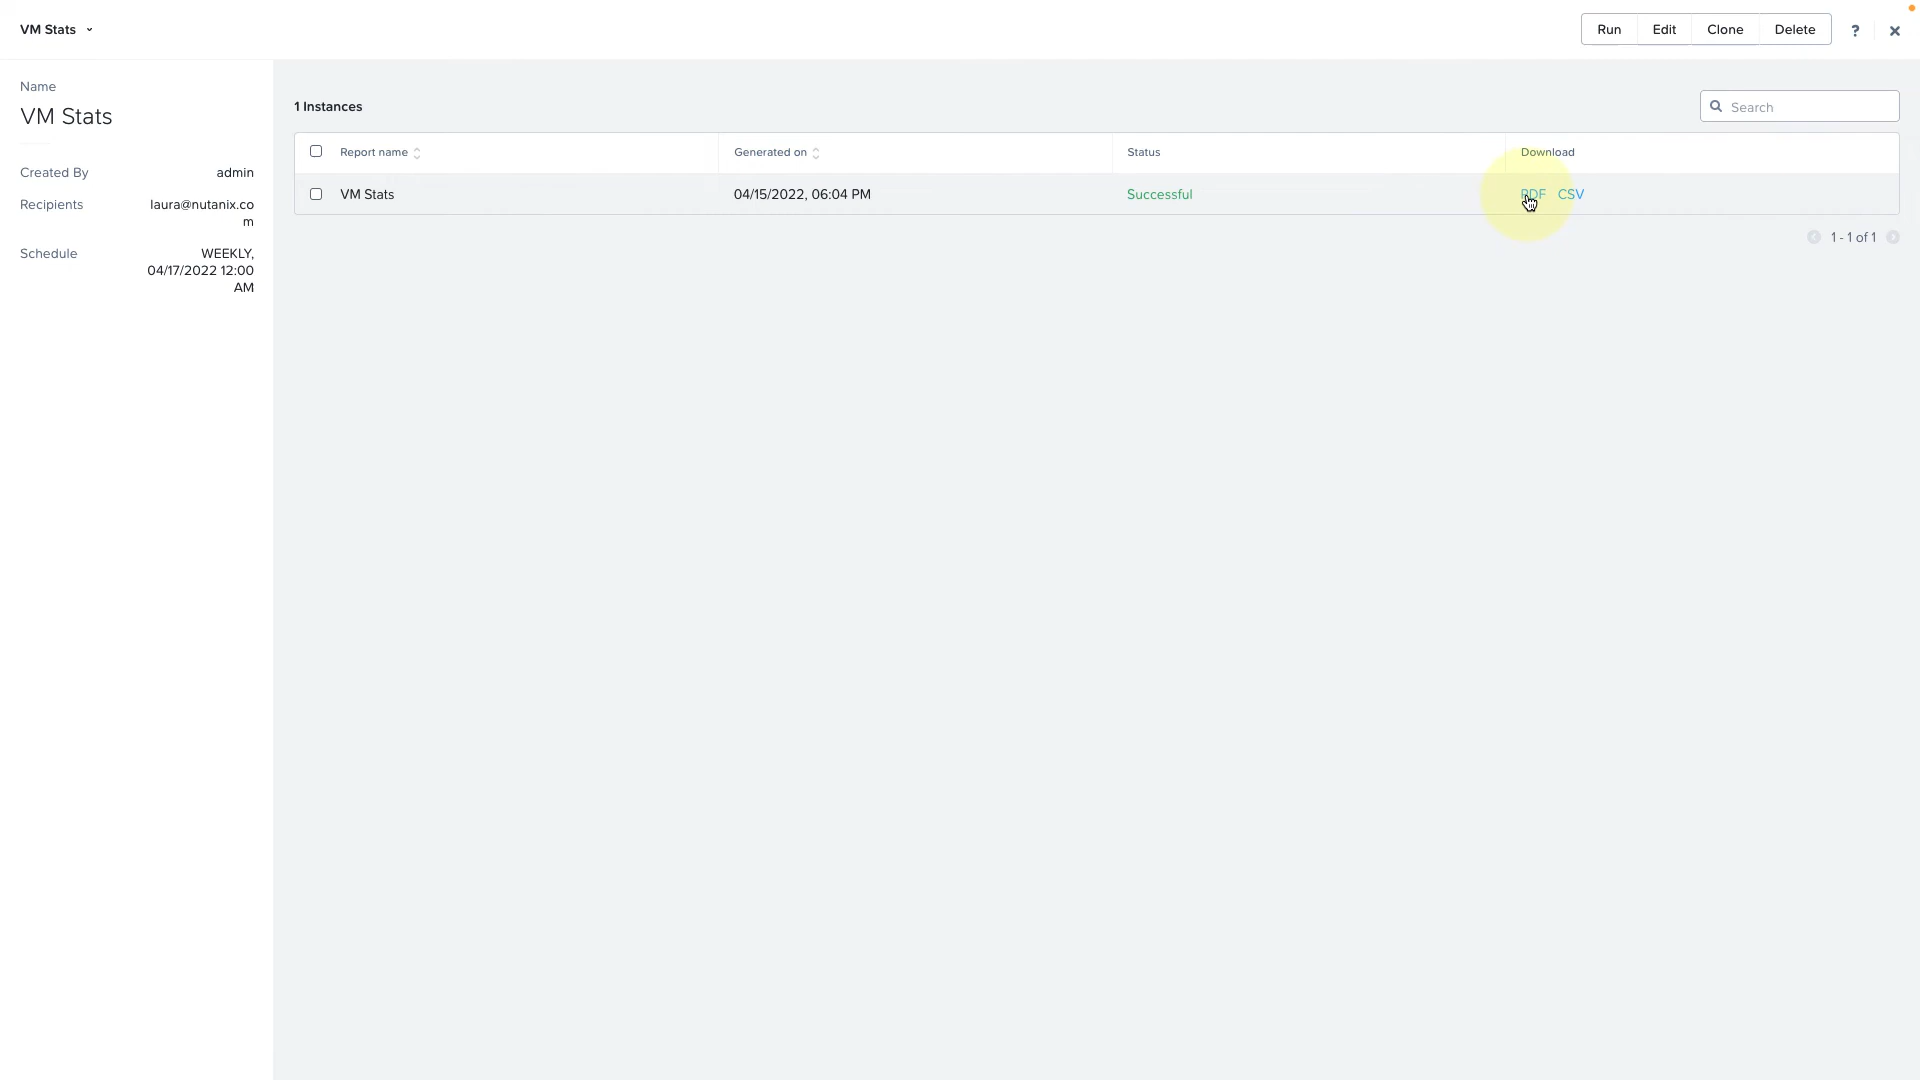 VM Stats
Run Edit Clone Delete ?
Name
VM Stats
Created By admin
Recipients laura@nutanix.co
m
Schedule WEEKLY,
04/17/2022 12:00
AM
1 Instances
Search
Report name Generated on Status Download
VM Stats 04/15/2022, 06:04 PM Successful PDF CSV
1 - 1 of 1